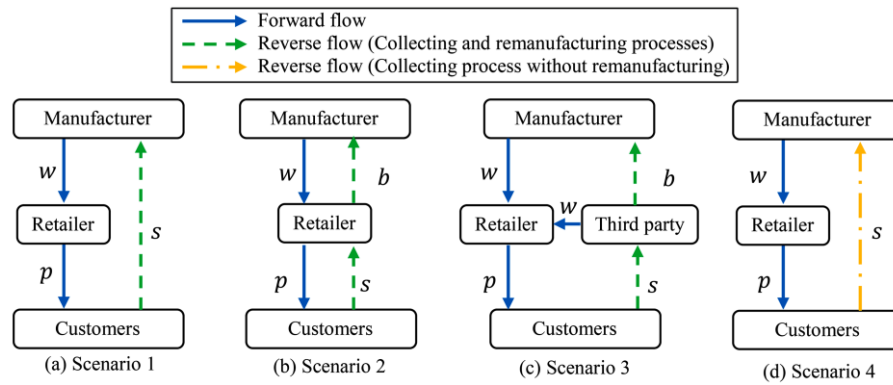 Forward flow
Reverse flow (Collecting and remanufacturing processes)
Reverse flow (Collecting process without remanufacturing)
Manufacturer
w
Retailer
s
p
Customers
(a) Scenario 1
Manufacturer
w
b
Retailer
p
s
Customers
(b) Scenario 2
Manufacturer
w
b
Retailer
w
Third party
p
s
Customers
(c) Scenario 3
Manufacturer
w
Retailer
s
p
Customers
(d) Scenario 4